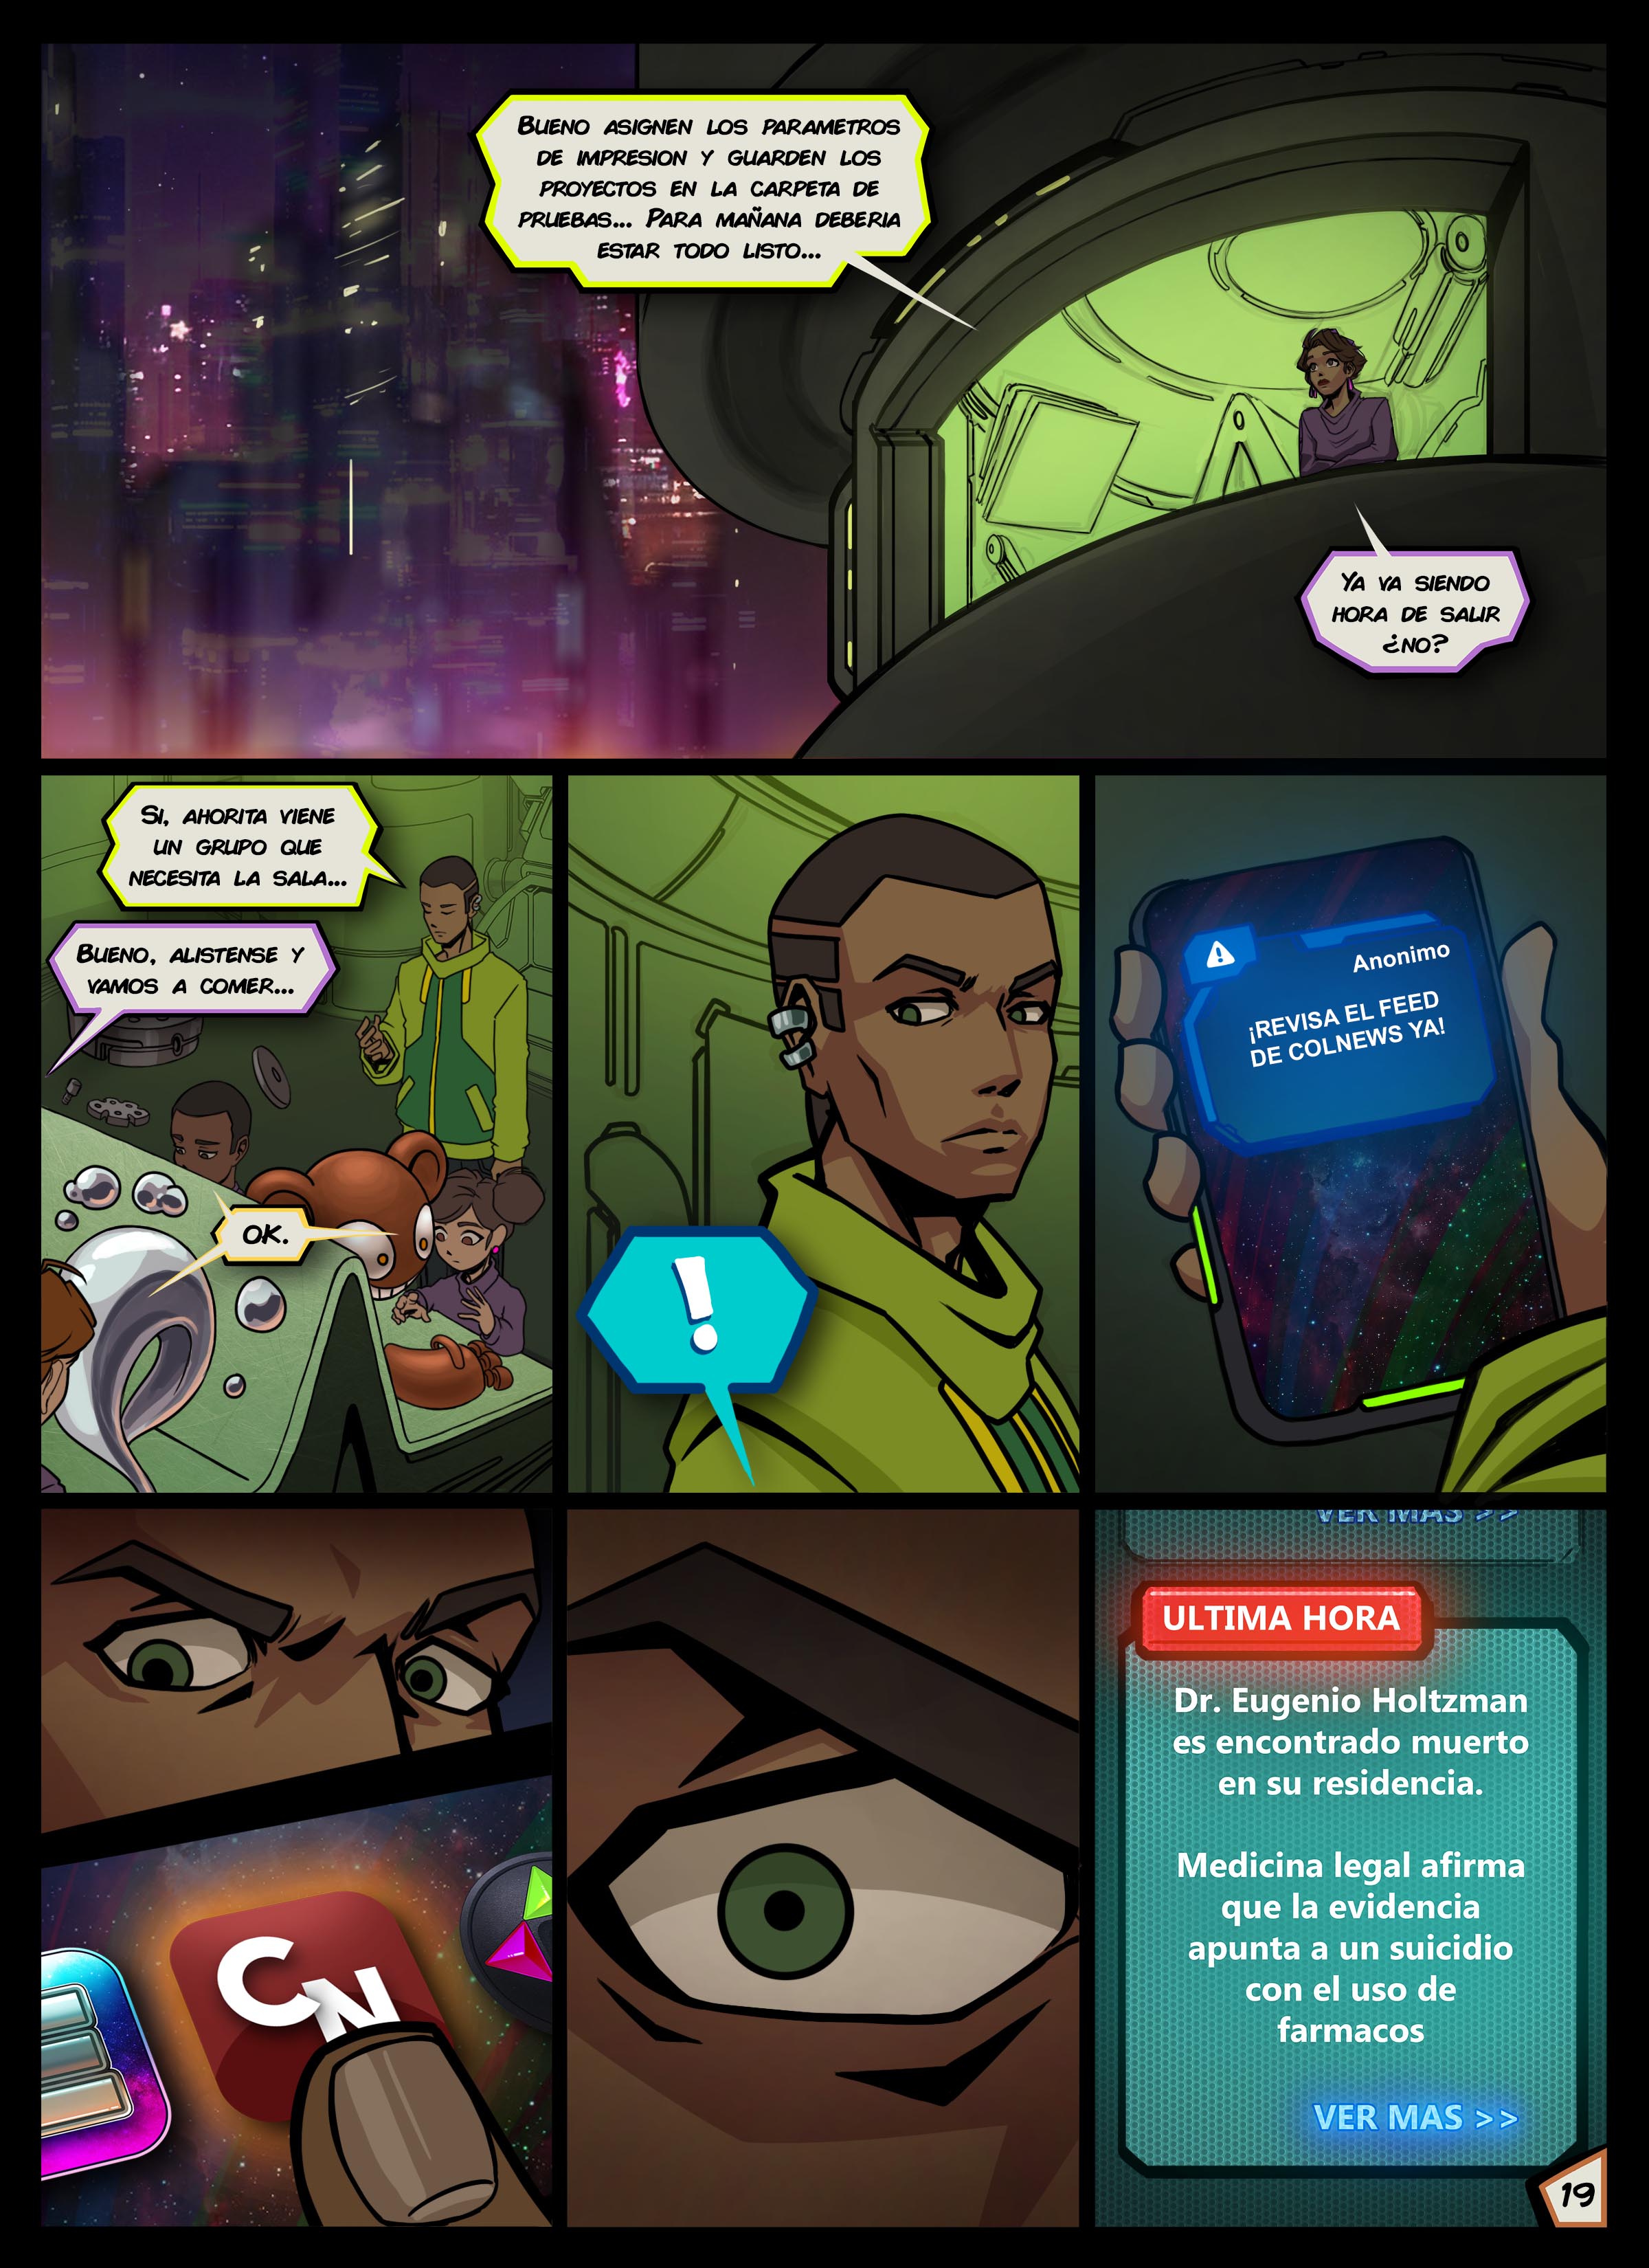 Bueno asignen los parametros
de impresion y guarden los
proyectos en la carpeta de
pruebas... Para mañana deberia
estar todo listo...
Ya va siendo
hora de salir
¿no?
Si, ahorita viene
un grupo que
necesita la sala...
Bueno, alistense y
vamos a comer...
OK.
!
Anonimo
¡REVISA EL FEED
DE COLNEWS YA!
CN
VER MAS >>
ULTIMA HORA
Dr. Eugenio Holtzman
es encontrado muerto
en su residencia.
Medicina legal afirma
que la evidencia
apunta a un suicidio
con el uso de
farmacos
VER MAS >>
19